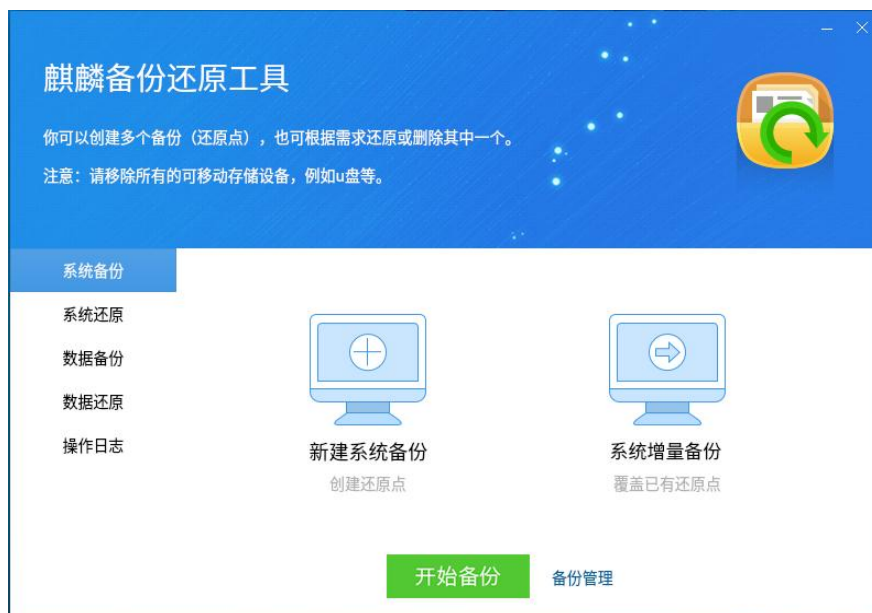 麒麟备份还原工具
你可以创建多个备份（还原点），也可根据需求还原或删除其中一个。
注意：请移除所有的可移动存储设备，例如u盘等。
系统备份
系统还原
数据备份
数据还原
操作日志
新建系统备份
创建还原点
系统增量备份
覆盖已有还原点
开始备份
备份管理